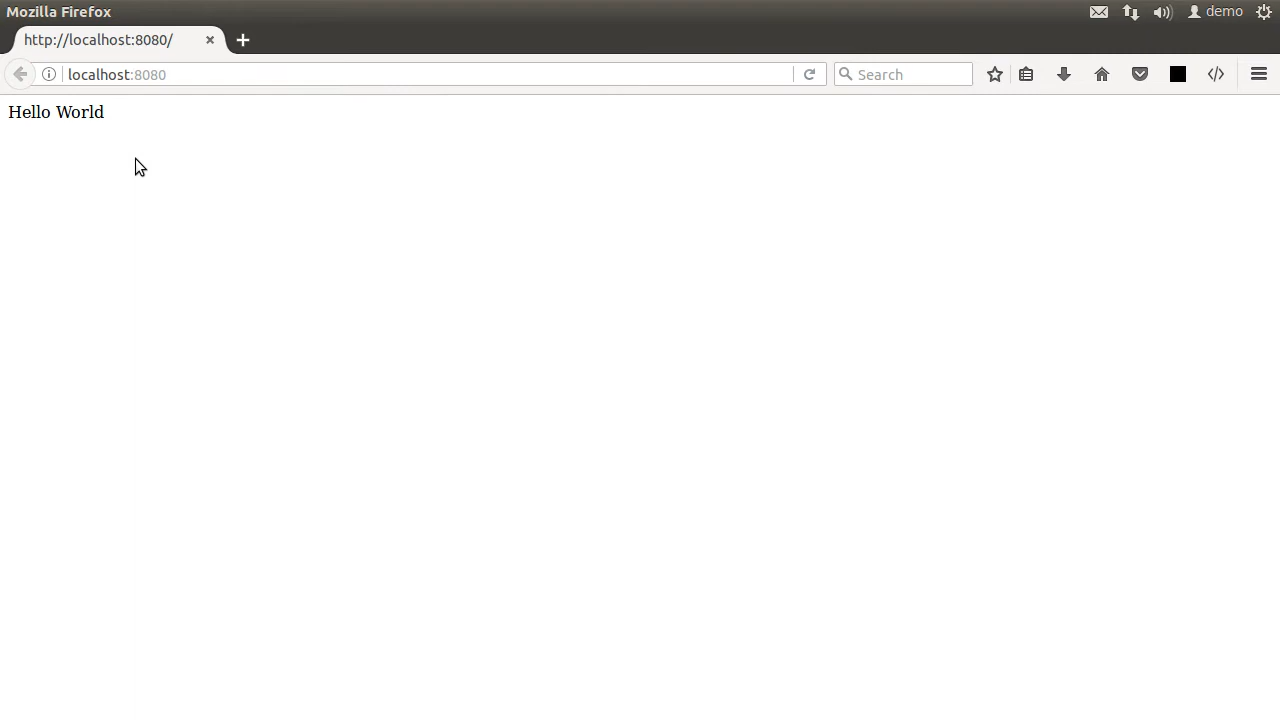 Mozilla Firefox
demo
http://localhost:8080/
localhost:8080
Search
Hello World